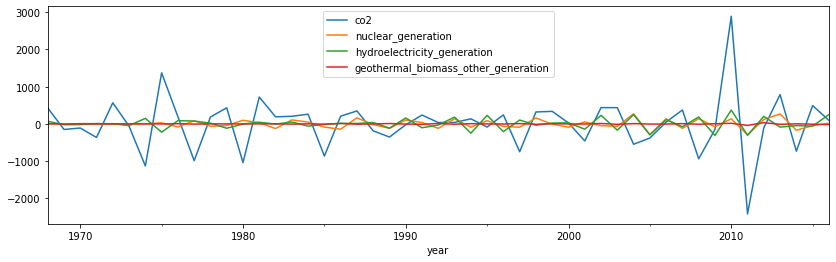 3000
2000
1000
0
−1000
−2000
co2
nuclear_generation
hydroelectricity_generation
geothermal_biomass_other_generation
1970 1980 1990 2000 2010
year